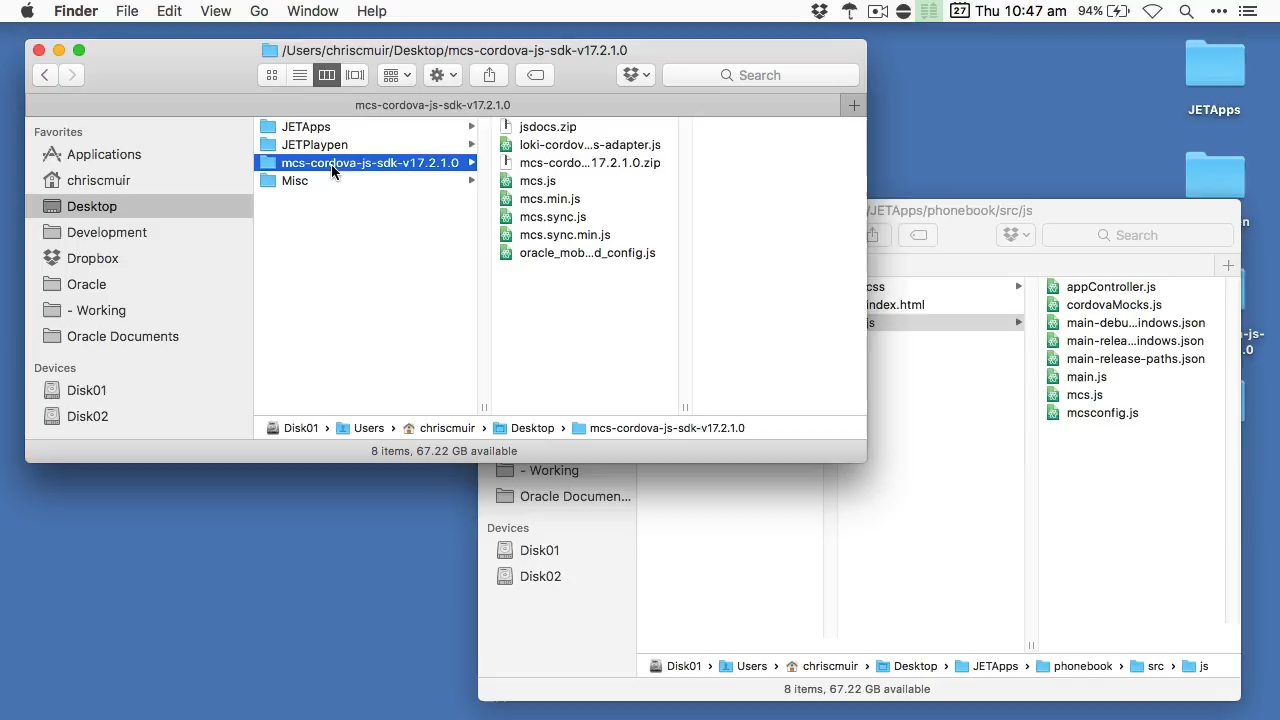 Finder File Edit View Go Window Help
27 Thu 10:47 am 94%
/Users/chriscmuir/Desktop/mcs-cordova-js-sdk-v17.2.1.0
Search
mcs-cordova-js-sdk-v17.2.1.0
Favorites
Applications
chriscmuir
Desktop
Development
Dropbox
Oracle
- Working
Oracle Documents
Devices
Disk01
Disk02
JETApps
JETPlaypen
mcs-cordova-js-sdk-v17.2.1.0
Misc
jsdocs.zip
loki-cordov...s-adapter.js
mcs-cordo...17.2.1.0.zip
mcs.js
mcs.min.js
mcs.sync.js
mcs.sync.min.js
oracle_mob...d_config.js
Disk01 › Users › chriscmuir › Desktop › mcs-cordova-js-sdk-v17.2.1.0
8 items, 67.22 GB available
JETApps
/JETApps/phonebook/src/js
Search
css
index.html
js
appController.js
cordovaMocks.js
main-debu...indows.json
main-relea...indows.json
main-release-paths.json
main.js
mcs.js
mcsconfig.js
- Working
Oracle Documen...
Devices
Disk01
Disk02
Disk01 › Users › chriscmuir › Desktop › JETApps › phonebook › src › js
8 items, 67.22 GB available